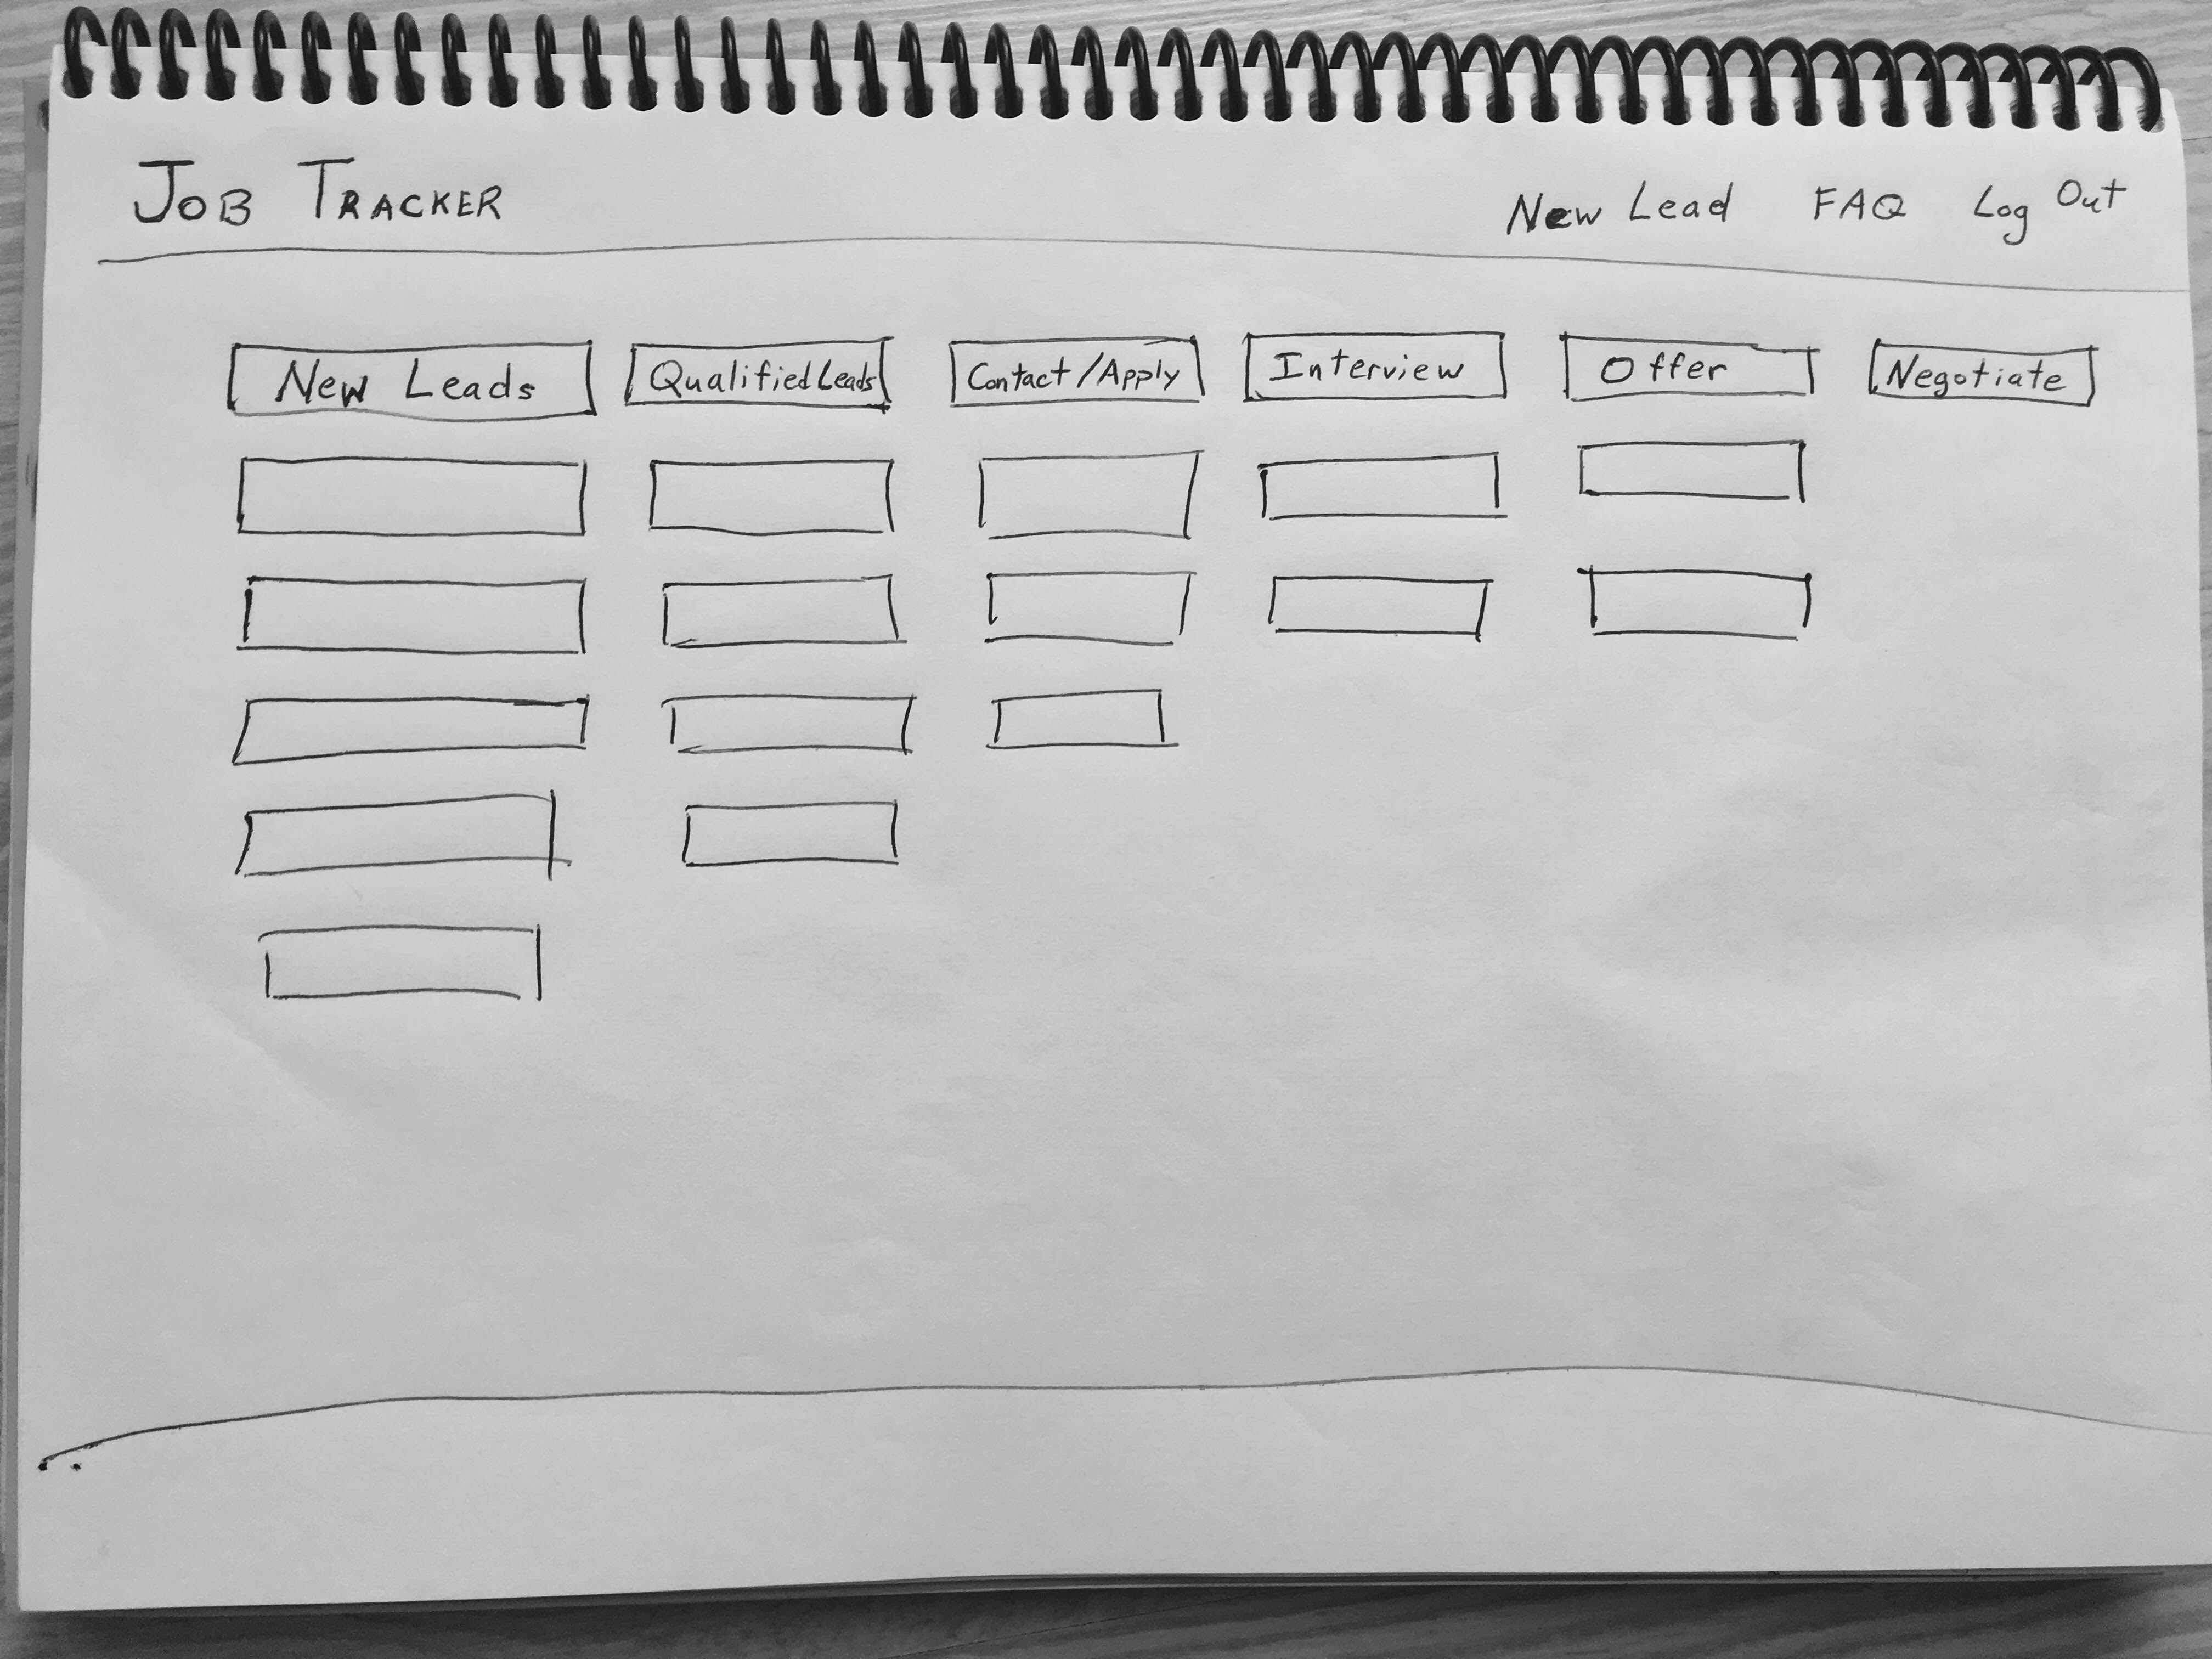 JOB TRACKER
New Lead FAQ Log Out
New Leads
Qualified Leads
Contact/Apply
Interview
Offer
Negotiate